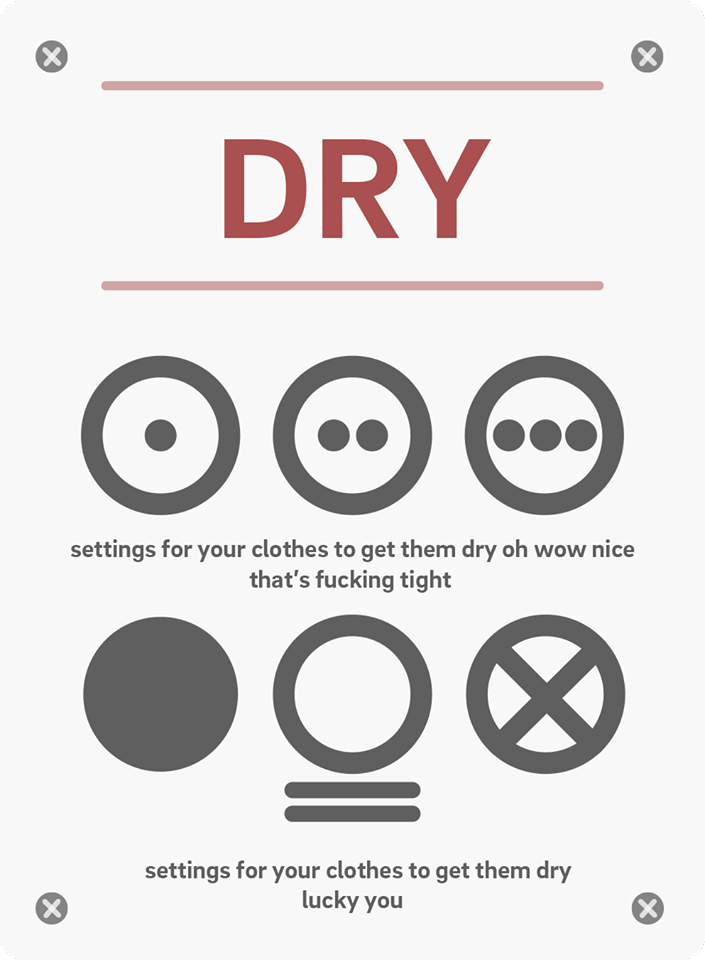 DRY
settings for your clothes to get them dry oh wow nice
that's fucking tight
settings for your clothes to get them dry
lucky you